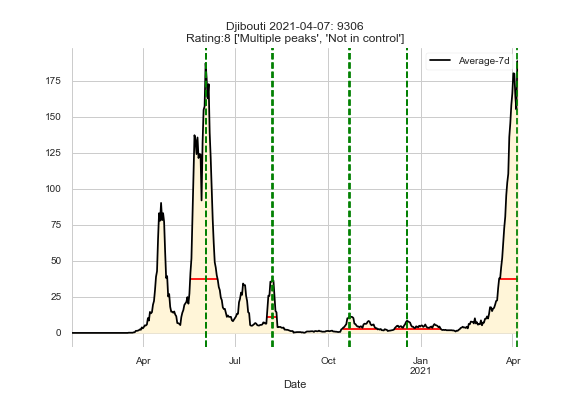 Djibouti 2021-04-07: 9306
Rating:8 ['Multiple peaks', 'Not in control']
Average-7d
175
150
125
100
75
50
25
0
Apr
Jul
Oct
Jan
2021
Apr
Date